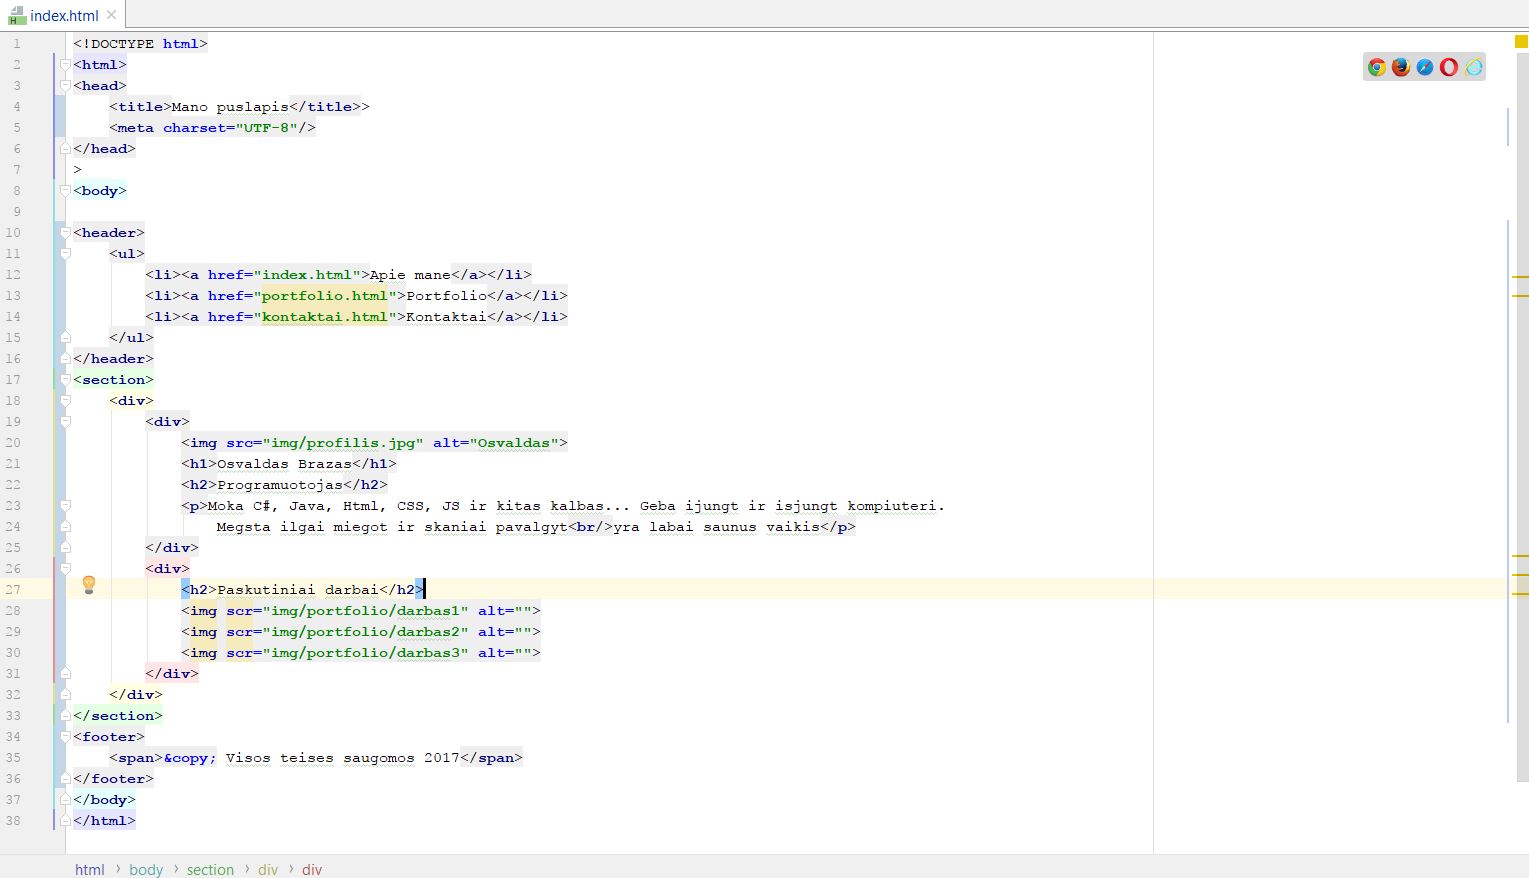 index.html
1 <!DOCTYPE html>
2 <html>
3 <head>
4     <title>Mano puslapis</title>>
5     <meta charset="UTF-8"/>
6 </head>
7 >
8 <body>
9
10 <header>
11     <ul>
12         <li><a href="index.html">Apie mane</a></li>
13         <li><a href="portfolio.html">Portfolio</a></li>
14         <li><a href="kontaktai.html">Kontaktai</a></li>
15     </ul>
16 </header>
17 <section>
18     <div>
19         <div>
20             <img src="img/profilis.jpg" alt="Osvaldas">
21             <h1>Osvaldas Brazas</h1>
22             <h2>Programuotojas</h2>
23             <p>Moka C#, Java, Html, CSS, JS ir kitas kalbas... Geba ijungt ir isjungt kompiuteri.
24                 Megsta ilgai miegot ir skaniai pavalgyt<br/>yra labai saunus vaikis</p>
25         </div>
26         <div>
27             <h2>Paskutiniai darbai</h2>
28             <img scr="img/portfolio/darbas1" alt="">
29             <img scr="img/portfolio/darbas2" alt="">
30             <img scr="img/portfolio/darbas3" alt="">
31         </div>
32     </div>
33 </section>
34 <footer>
35     <span>&copy; Visos teises saugomos 2017</span>
36 </footer>
37 </body>
38 </html>
html › body › section › div › div